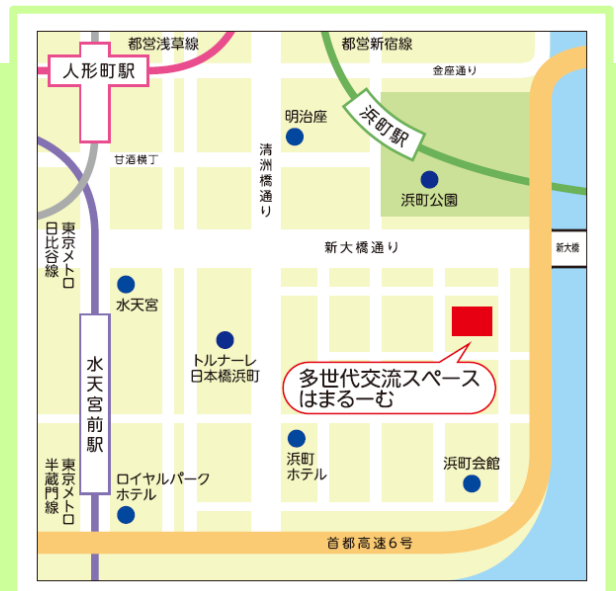 都営浅草線
都営新宿線
人形町駅
金座通り
明治座
浜町駅
甘酒横丁
清洲橋通り
浜町公園
東京メトロ
日比谷線
新大橋通り
新大橋
水天宮
トルナーレ
日本橋浜町
水天宮前駅
多世代交流スペース
はまるーむ
東京メトロ
半蔵門線
ロイヤルパーク
ホテル
浜町
ホテル
浜町会館
首都高速6号